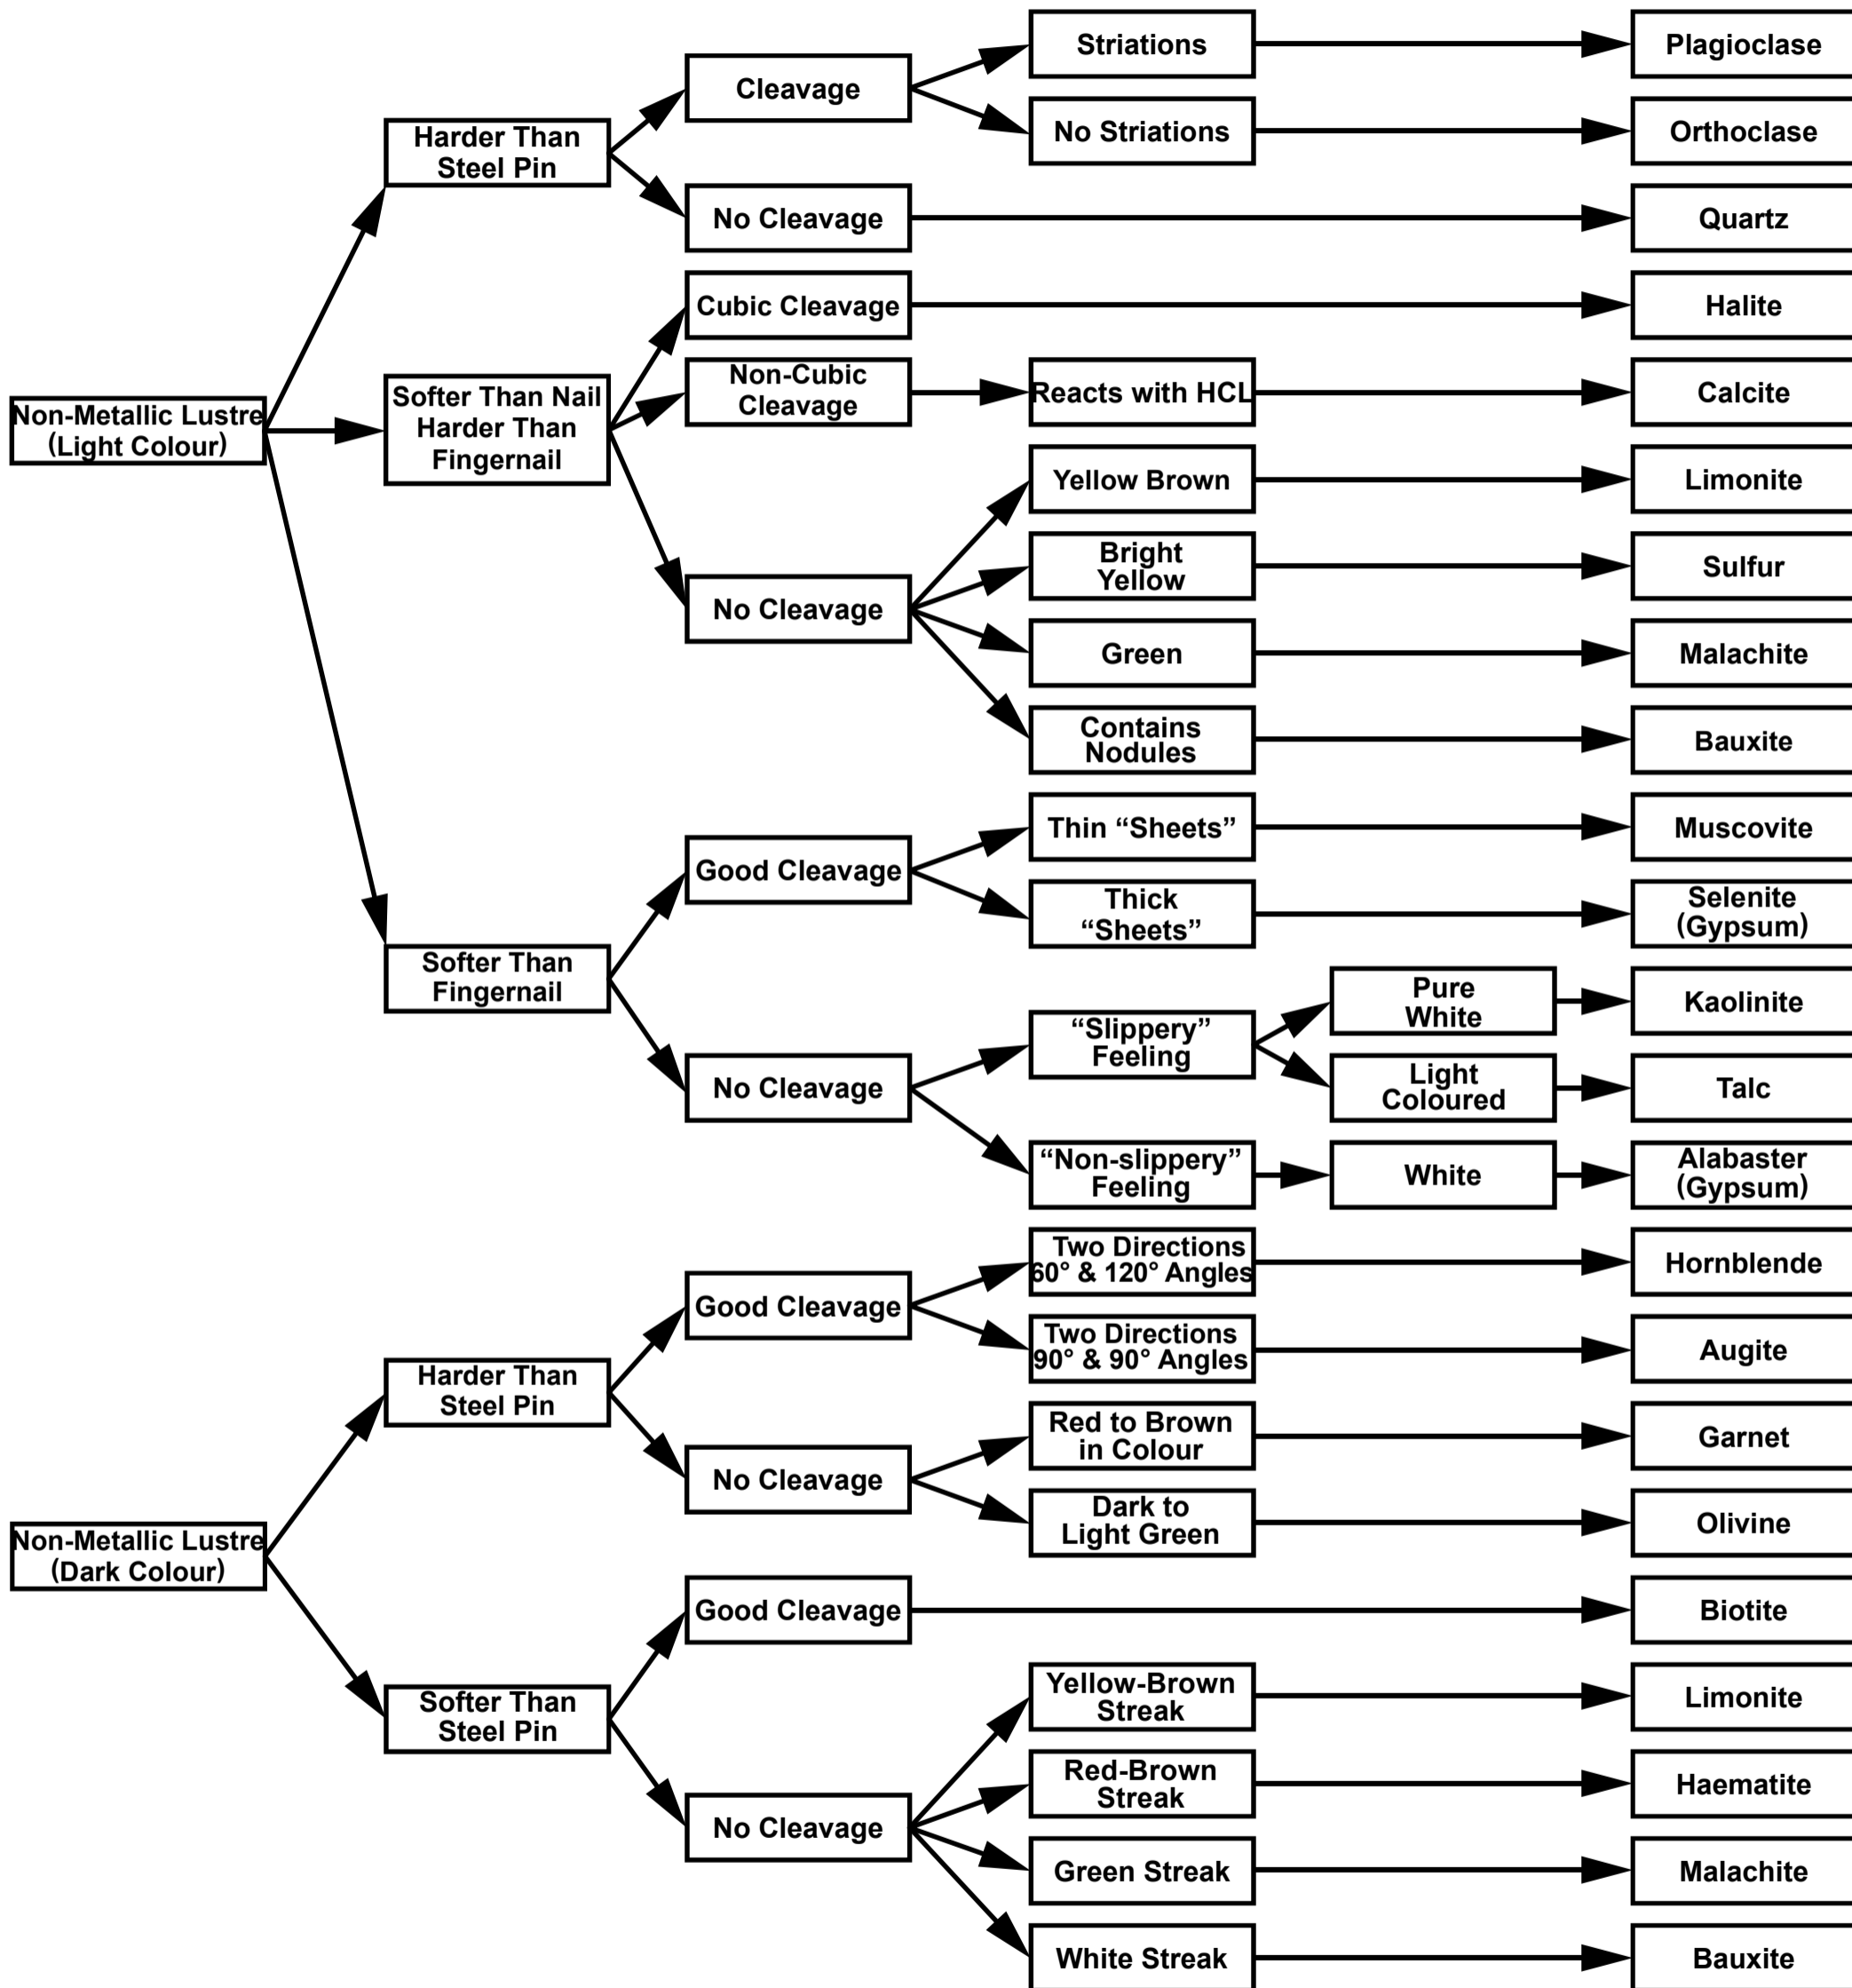 Striations
Plagioclase
Cleavage
No Striations
Orthoclase
Harder Than
Steel Pin
No Cleavage
Quartz
Cubic Cleavage
Halite
Non-Metallic Lustre
(Light Colour)
Softer Than Nail
Harder Than
Fingernail
Non-Cubic
Cleavage
Reacts with HCL
Calcite
Yellow Brown
Limonite
Bright
Yellow
Sulfur
No Cleavage
Green
Malachite
Contains
Nodules
Bauxite
Thin “Sheets”
Muscovite
Good Cleavage
Thick
“Sheets”
Selenite
(Gypsum)
Softer Than
Fingernail
Pure
White
Kaolinite
“Slippery”
Feeling
Light
Coloured
Talc
No Cleavage
“Non-slippery”
Feeling
White
Alabaster
(Gypsum)
Two Directions
60° & 120° Angles
Hornblende
Good Cleavage
Two Directions
90° & 90° Angles
Augite
Harder Than
Steel Pin
Red to Brown
in Colour
Garnet
No Cleavage
Dark to
Light Green
Olivine
Non-Metallic Lustre
(Dark Colour)
Good Cleavage
Biotite
Softer Than
Steel Pin
Yellow-Brown
Streak
Limonite
Red-Brown
Streak
Haematite
No Cleavage
Green Streak
Malachite
White Streak
Bauxite